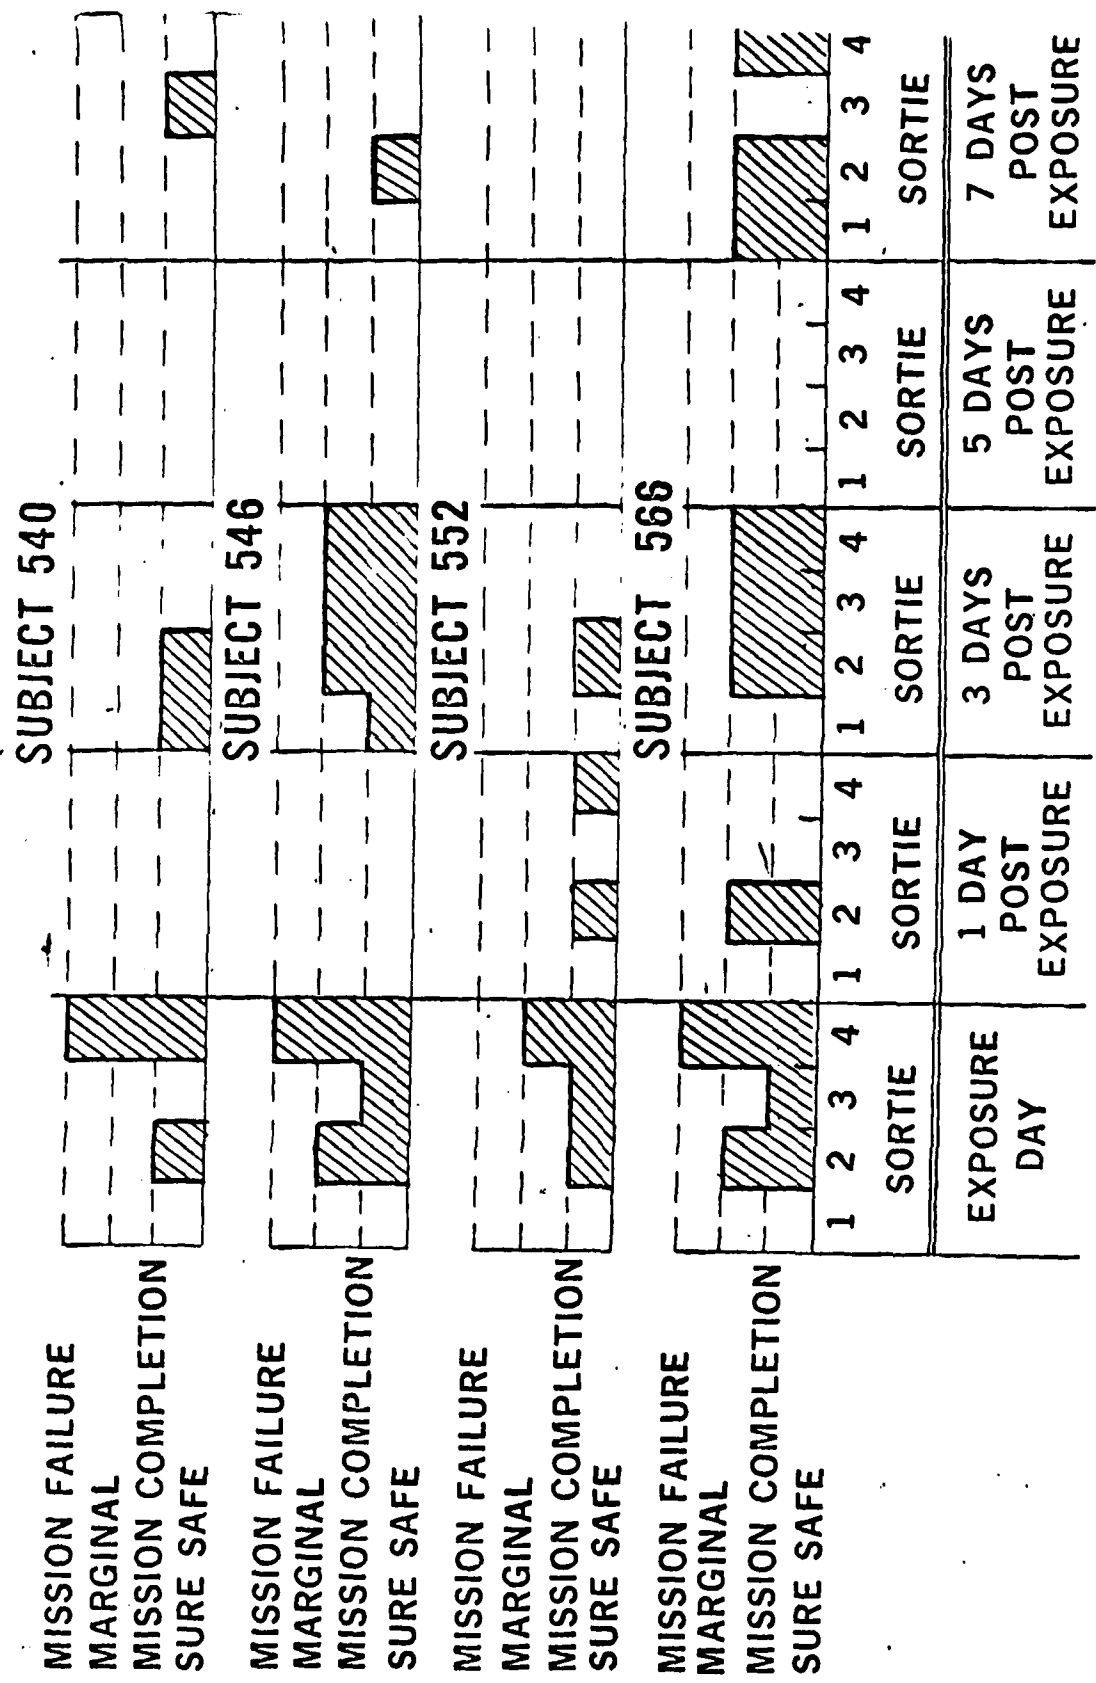 SUBJECT 540
MISSION FAILURE
MARGINAL
MISSION COMPLETION
SURE SAFE
SUBJECT 546
MISSION FAILURE
MARGINAL
MISSION COMPLETION
SURE SAFE
SUBJECT 552
MISSION FAILURE
MARGINAL
MISSION COMPLETION
SURE SAFE
SUBJECT 566
MISSION FAILURE
MARGINAL
MISSION COMPLETION
SURE SAFE
1 2 3 4 1 2 3 4 1 2 3 4 1 2 3 4 1 2 3 4
SORTIE SORTIE SORTIE SORTIE SORTIE
EXPOSURE 1 DAY 3 DAYS 5 DAYS 7 DAYS
DAY POST POST POST POST
EXPOSURE EXPOSURE EXPOSURE EXPOSURE